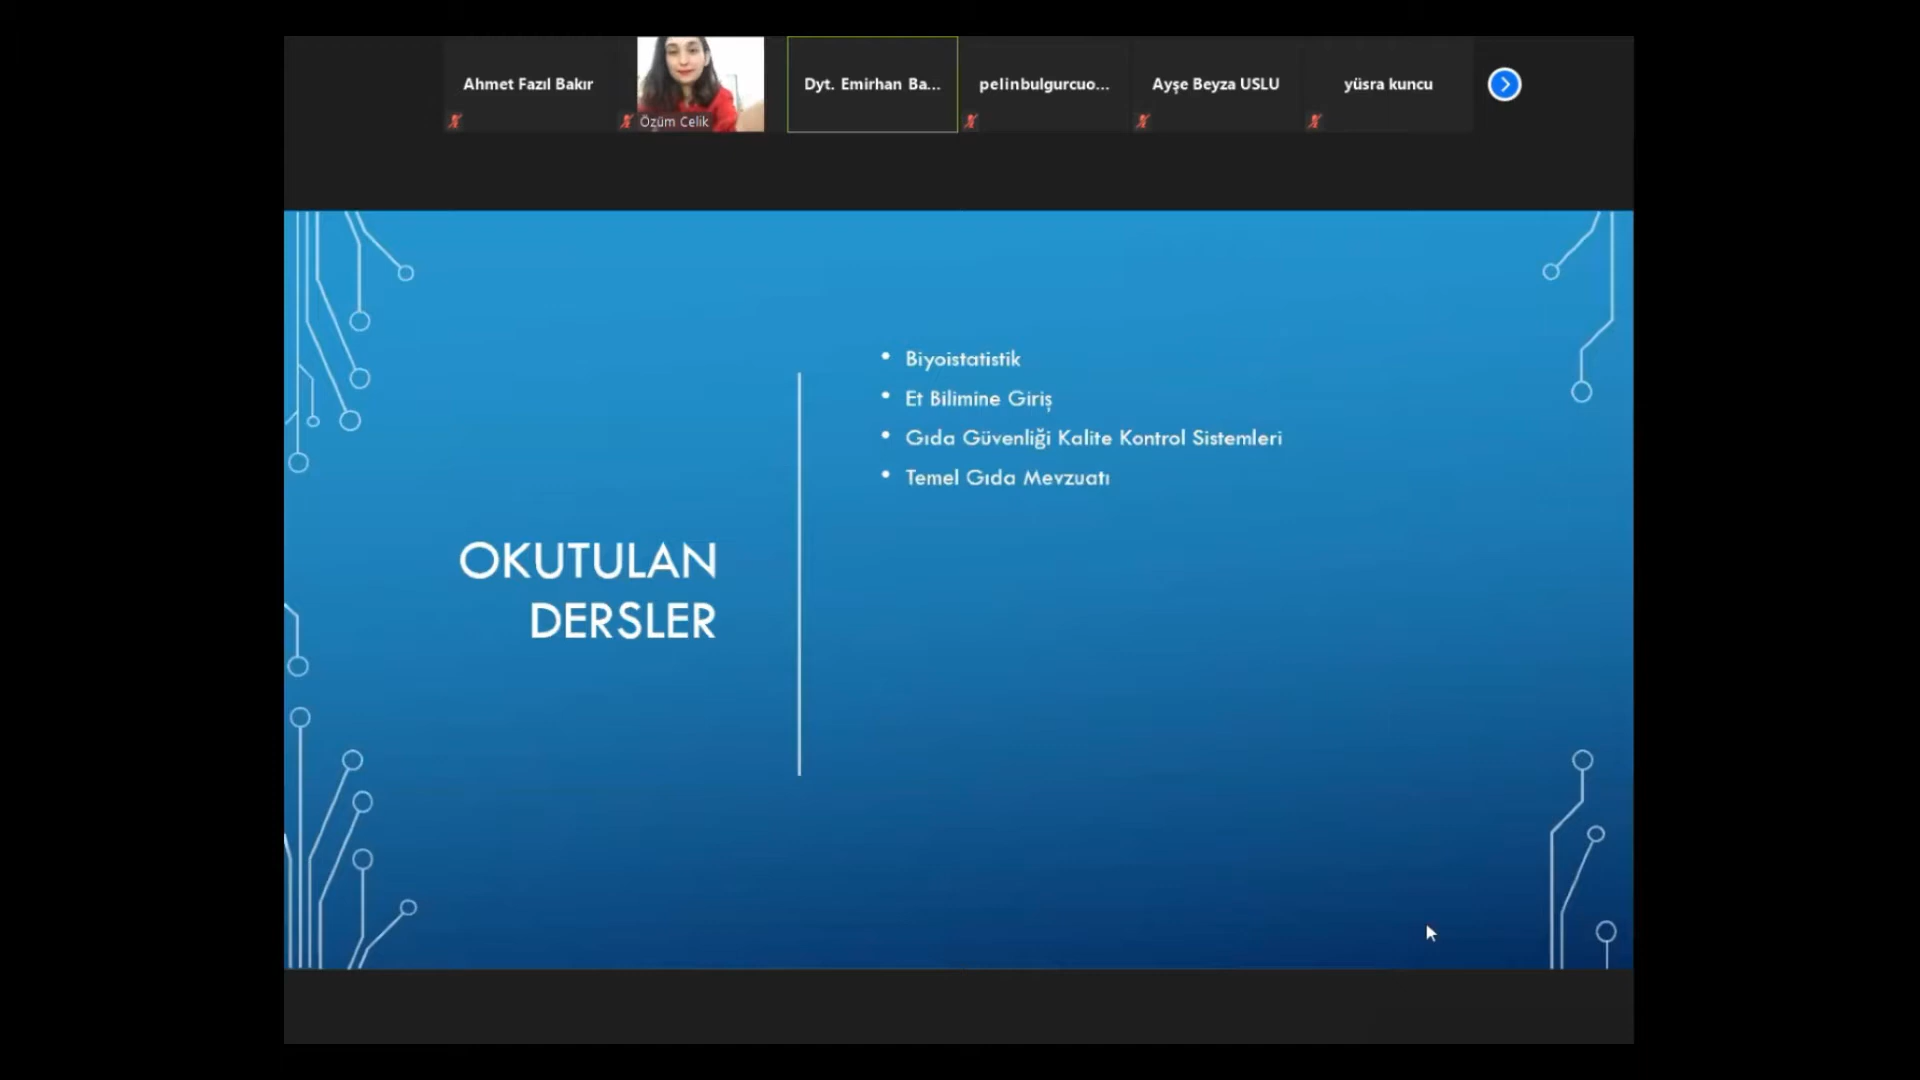 Ahmet Fazıl Bakır
Özüm Celik
Dyt. Emirhan Ba...
pelinbulgurcuo...
Ayşe Beyza USLU
yüsra kuncu
OKUTULAN
DERSLER
• Biyoistatistik
• Et Bilimine Giriş
• Gıda Güvenliği Kalite Kontrol Sistemleri
• Temel Gıda Mevzuatı